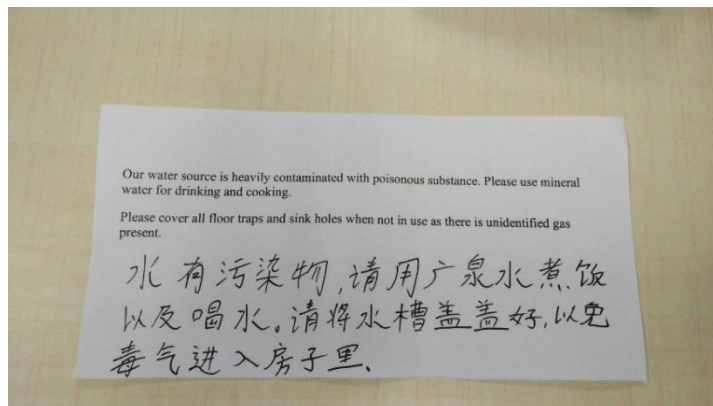 Our water source is heavily contaminated with poisonous substance. Please use mineral
water for drinking and cooking.
Please cover all floor traps and sink holes when not in use as there is unidentified gas
present.
水有污染物,请用广泉水煮饭
以及喝水。请将水槽盖盖好,以免
毒气进入房子里、